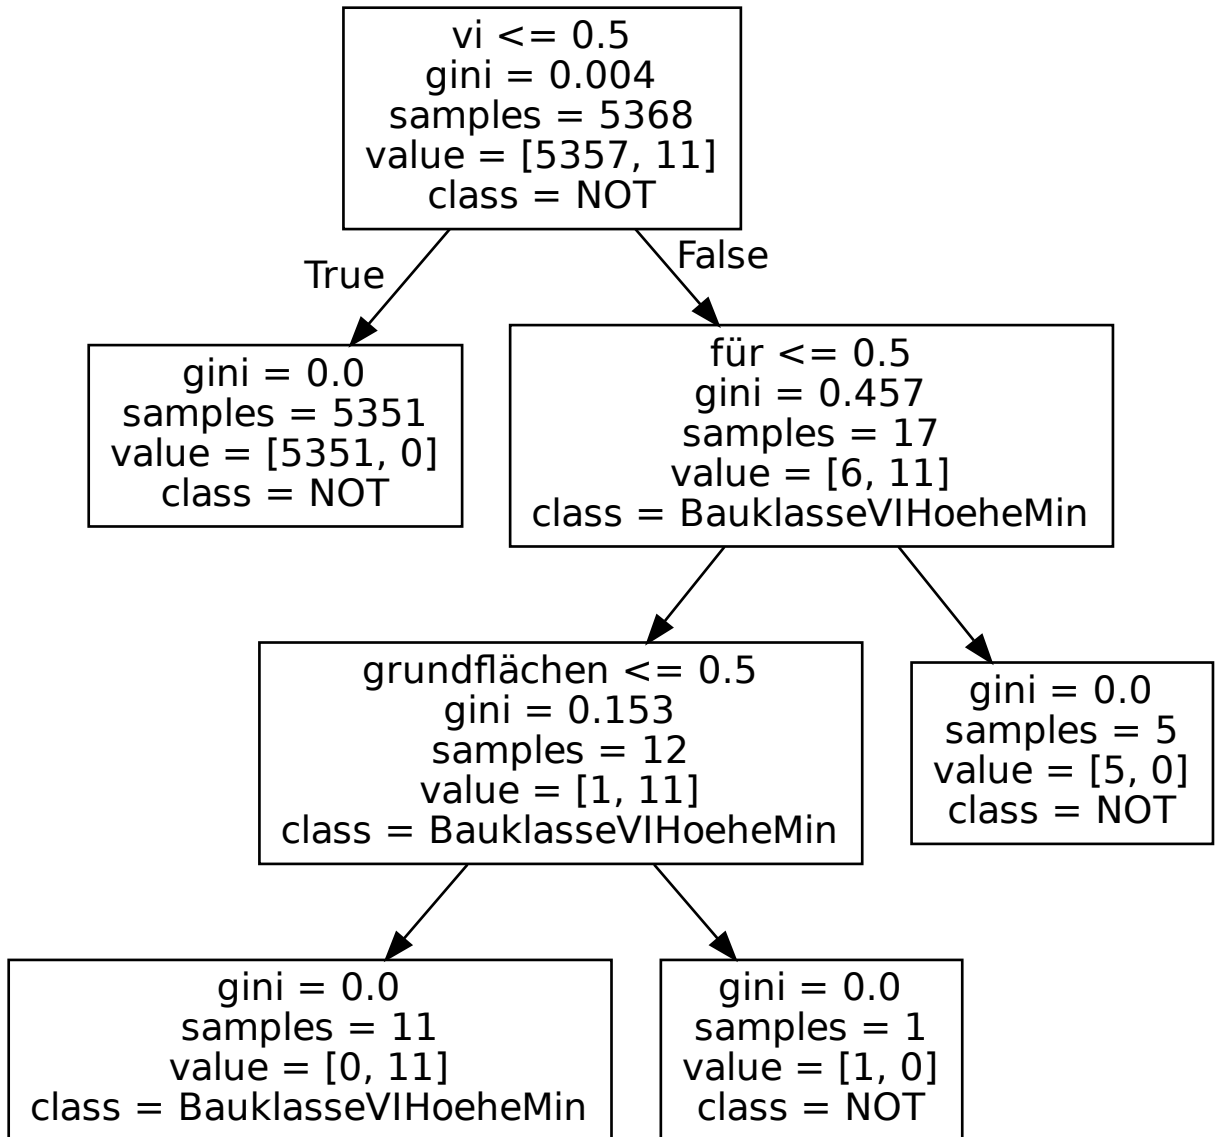 vi <= 0.5
gini = 0.004
samples = 5368
value = [5357, 11]
class = NOT
True
False
gini = 0.0
samples = 5351
value = [5351, 0]
class = NOT
für <= 0.5
gini = 0.457
samples = 17
value = [6, 11]
class = BauklasseVIHoeheMin
grundflächen <= 0.5
gini = 0.153
samples = 12
value = [1, 11]
class = BauklasseVIHoeheMin
gini = 0.0
samples = 5
value = [5, 0]
class = NOT
gini = 0.0
samples = 11
value = [0, 11]
class = BauklasseVIHoeheMin
gini = 0.0
samples = 1
value = [1, 0]
class = NOT